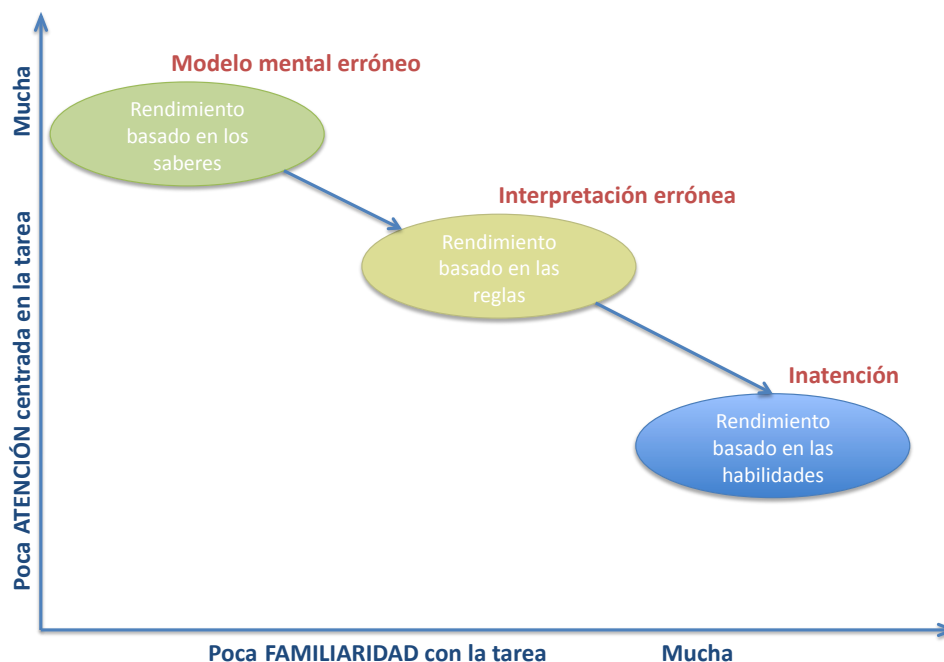 Modelo mental erróneo
Rendimiento
basado en los
saberes
Interpretación errónea
Rendimiento
basado en las
reglas
Inatención
Rendimiento
basado en las
habilidades
Poca ATENCIÓN centrada en la tarea Mucha
Poca FAMILIARIDAD con la tarea Mucha